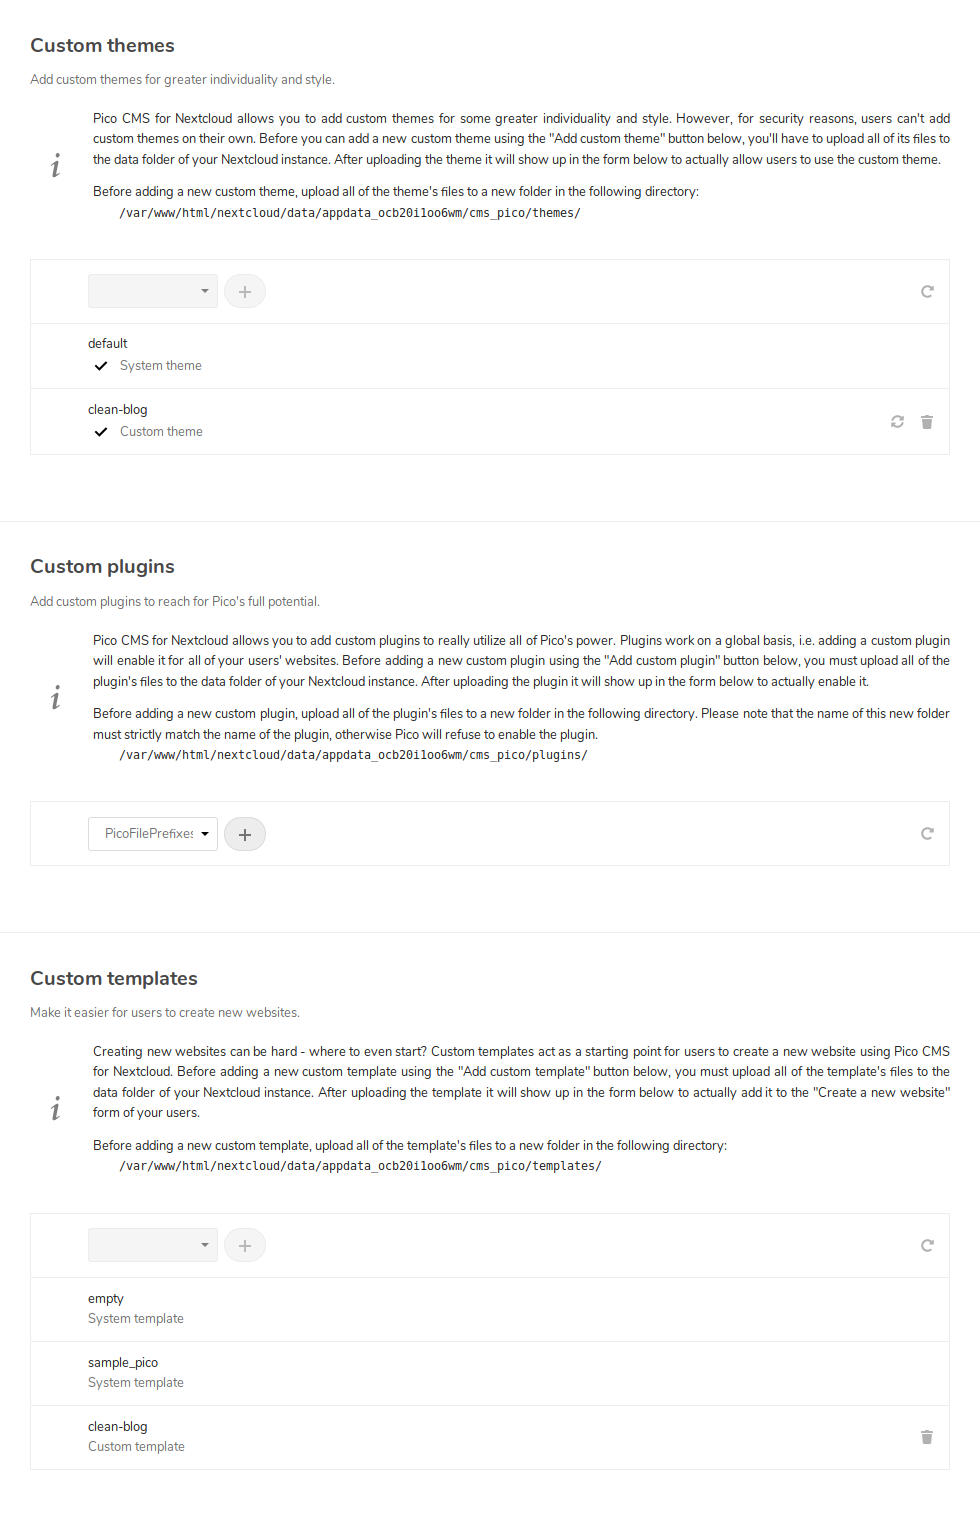 Custom themes
Add custom themes for greater individuality and style.
Pico CMS for Nextcloud allows you to add custom themes for some greater individuality and style. However, for security reasons, users can't add
custom themes on their own. Before you can add a new custom theme using the "Add custom theme" button below, you'll have to upload all of its files to
the data folder of your Nextcloud instance. After uploading the theme it will show up in the form below to actually allow users to use the custom theme.
Before adding a new custom theme, upload all of the theme's files to a new folder in the following directory:
/var/www/html/nextcloud/data/appdata_ocb20i1oo6wm/cms_pico/themes/
default
System theme
clean-blog
Custom theme
Custom plugins
Add custom plugins to reach for Pico's full potential.
Pico CMS for Nextcloud allows you to add custom plugins to really utilize all of Pico's power. Plugins work on a global basis, i.e. adding a custom plugin
will enable it for all of your users' websites. Before adding a new custom plugin using the "Add custom plugin" button below, you must upload all of the
plugin's files to the data folder of your Nextcloud instance. After uploading the plugin it will show up in the form below to actually enable it.
Before adding a new custom plugin, upload all of the plugin's files to a new folder in the following directory. Please note that the name of this new folder
must strictly match the name of the plugin, otherwise Pico will refuse to enable the plugin.
/var/www/html/nextcloud/data/appdata_ocb20i1oo6wm/cms_pico/plugins/
PicoFilePrefixes
Custom templates
Make it easier for users to create new websites.
Creating new websites can be hard - where to even start? Custom templates act as a starting point for users to create a new website using Pico CMS
for Nextcloud. Before adding a new custom template using the "Add custom template" button below, you must upload all of the template's files to the
data folder of your Nextcloud instance. After uploading the template it will show up in the form below to actually add it to the "Create a new website"
form of your users.
Before adding a new custom template, upload all of the template's files to a new folder in the following directory:
/var/www/html/nextcloud/data/appdata_ocb20i1oo6wm/cms_pico/templates/
empty
System template
sample_pico
System template
clean-blog
Custom template